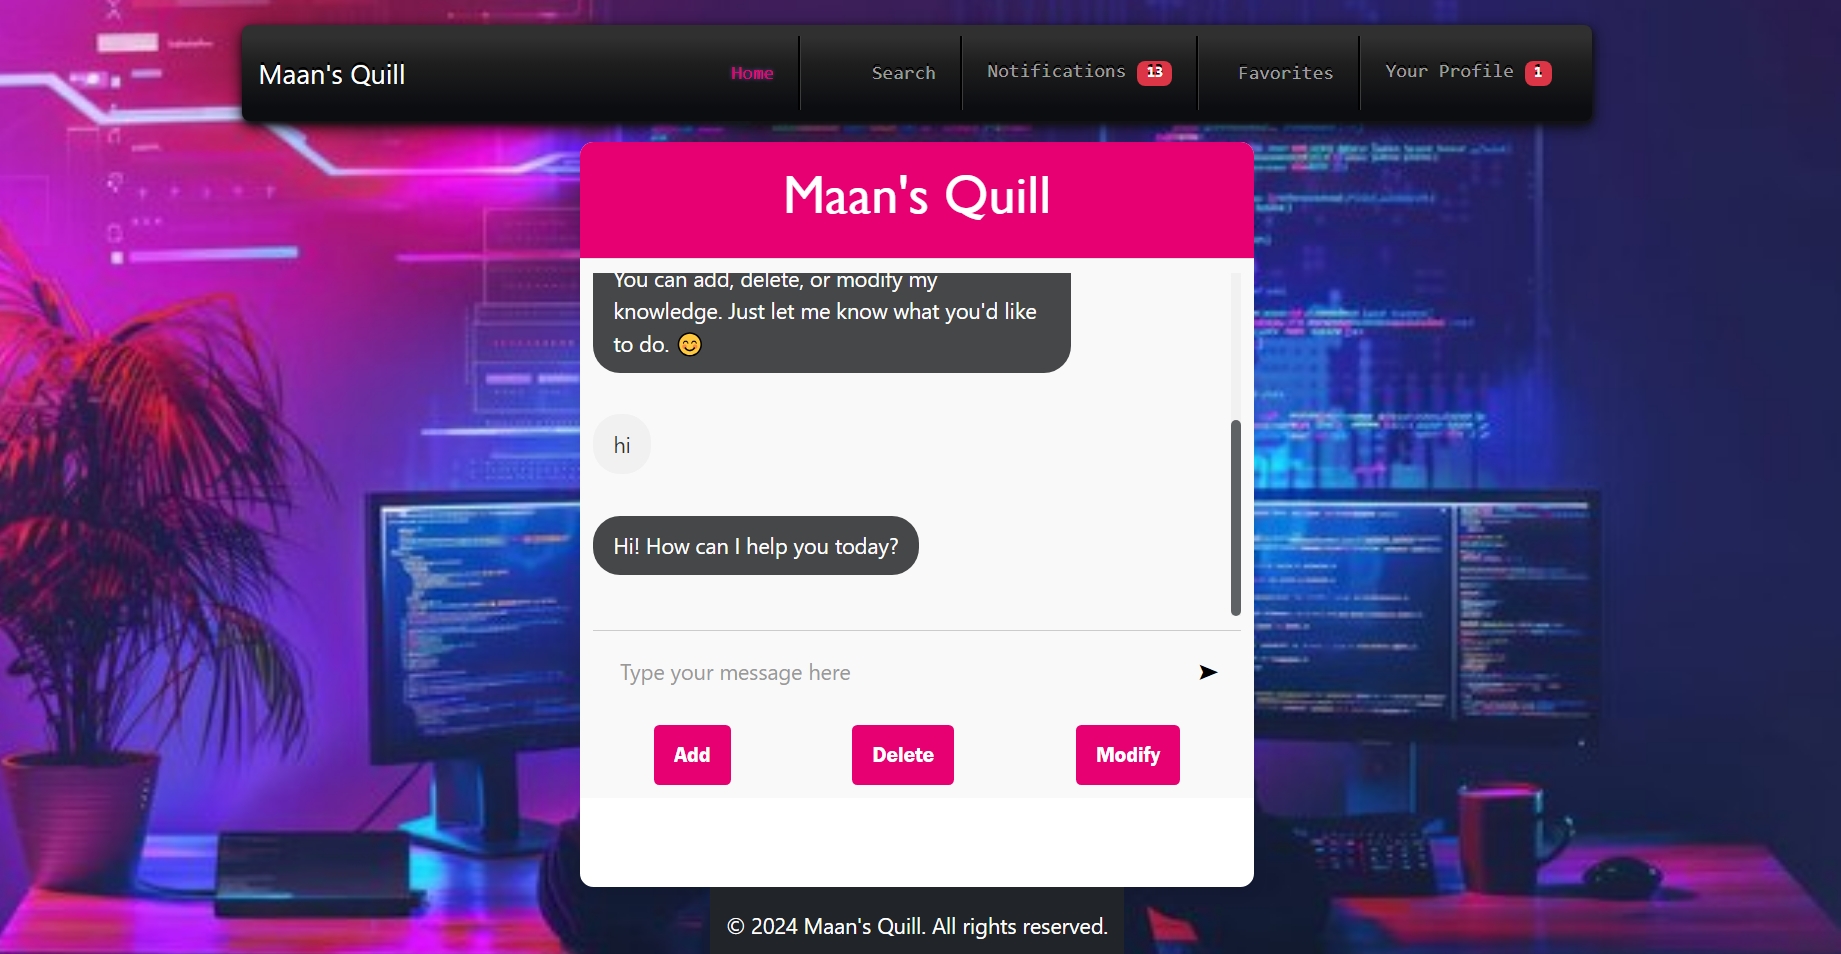 Maan's Quill
Home
Search
Notifications 13
Favorites
Your Profile 1
Maan's Quill
You can add, delete, or modify my
knowledge. Just let me know what you'd like
to do. 😊
hi
Hi! How can I help you today?
Type your message here
Add
Delete
Modify
© 2024 Maan's Quill. All rights reserved.